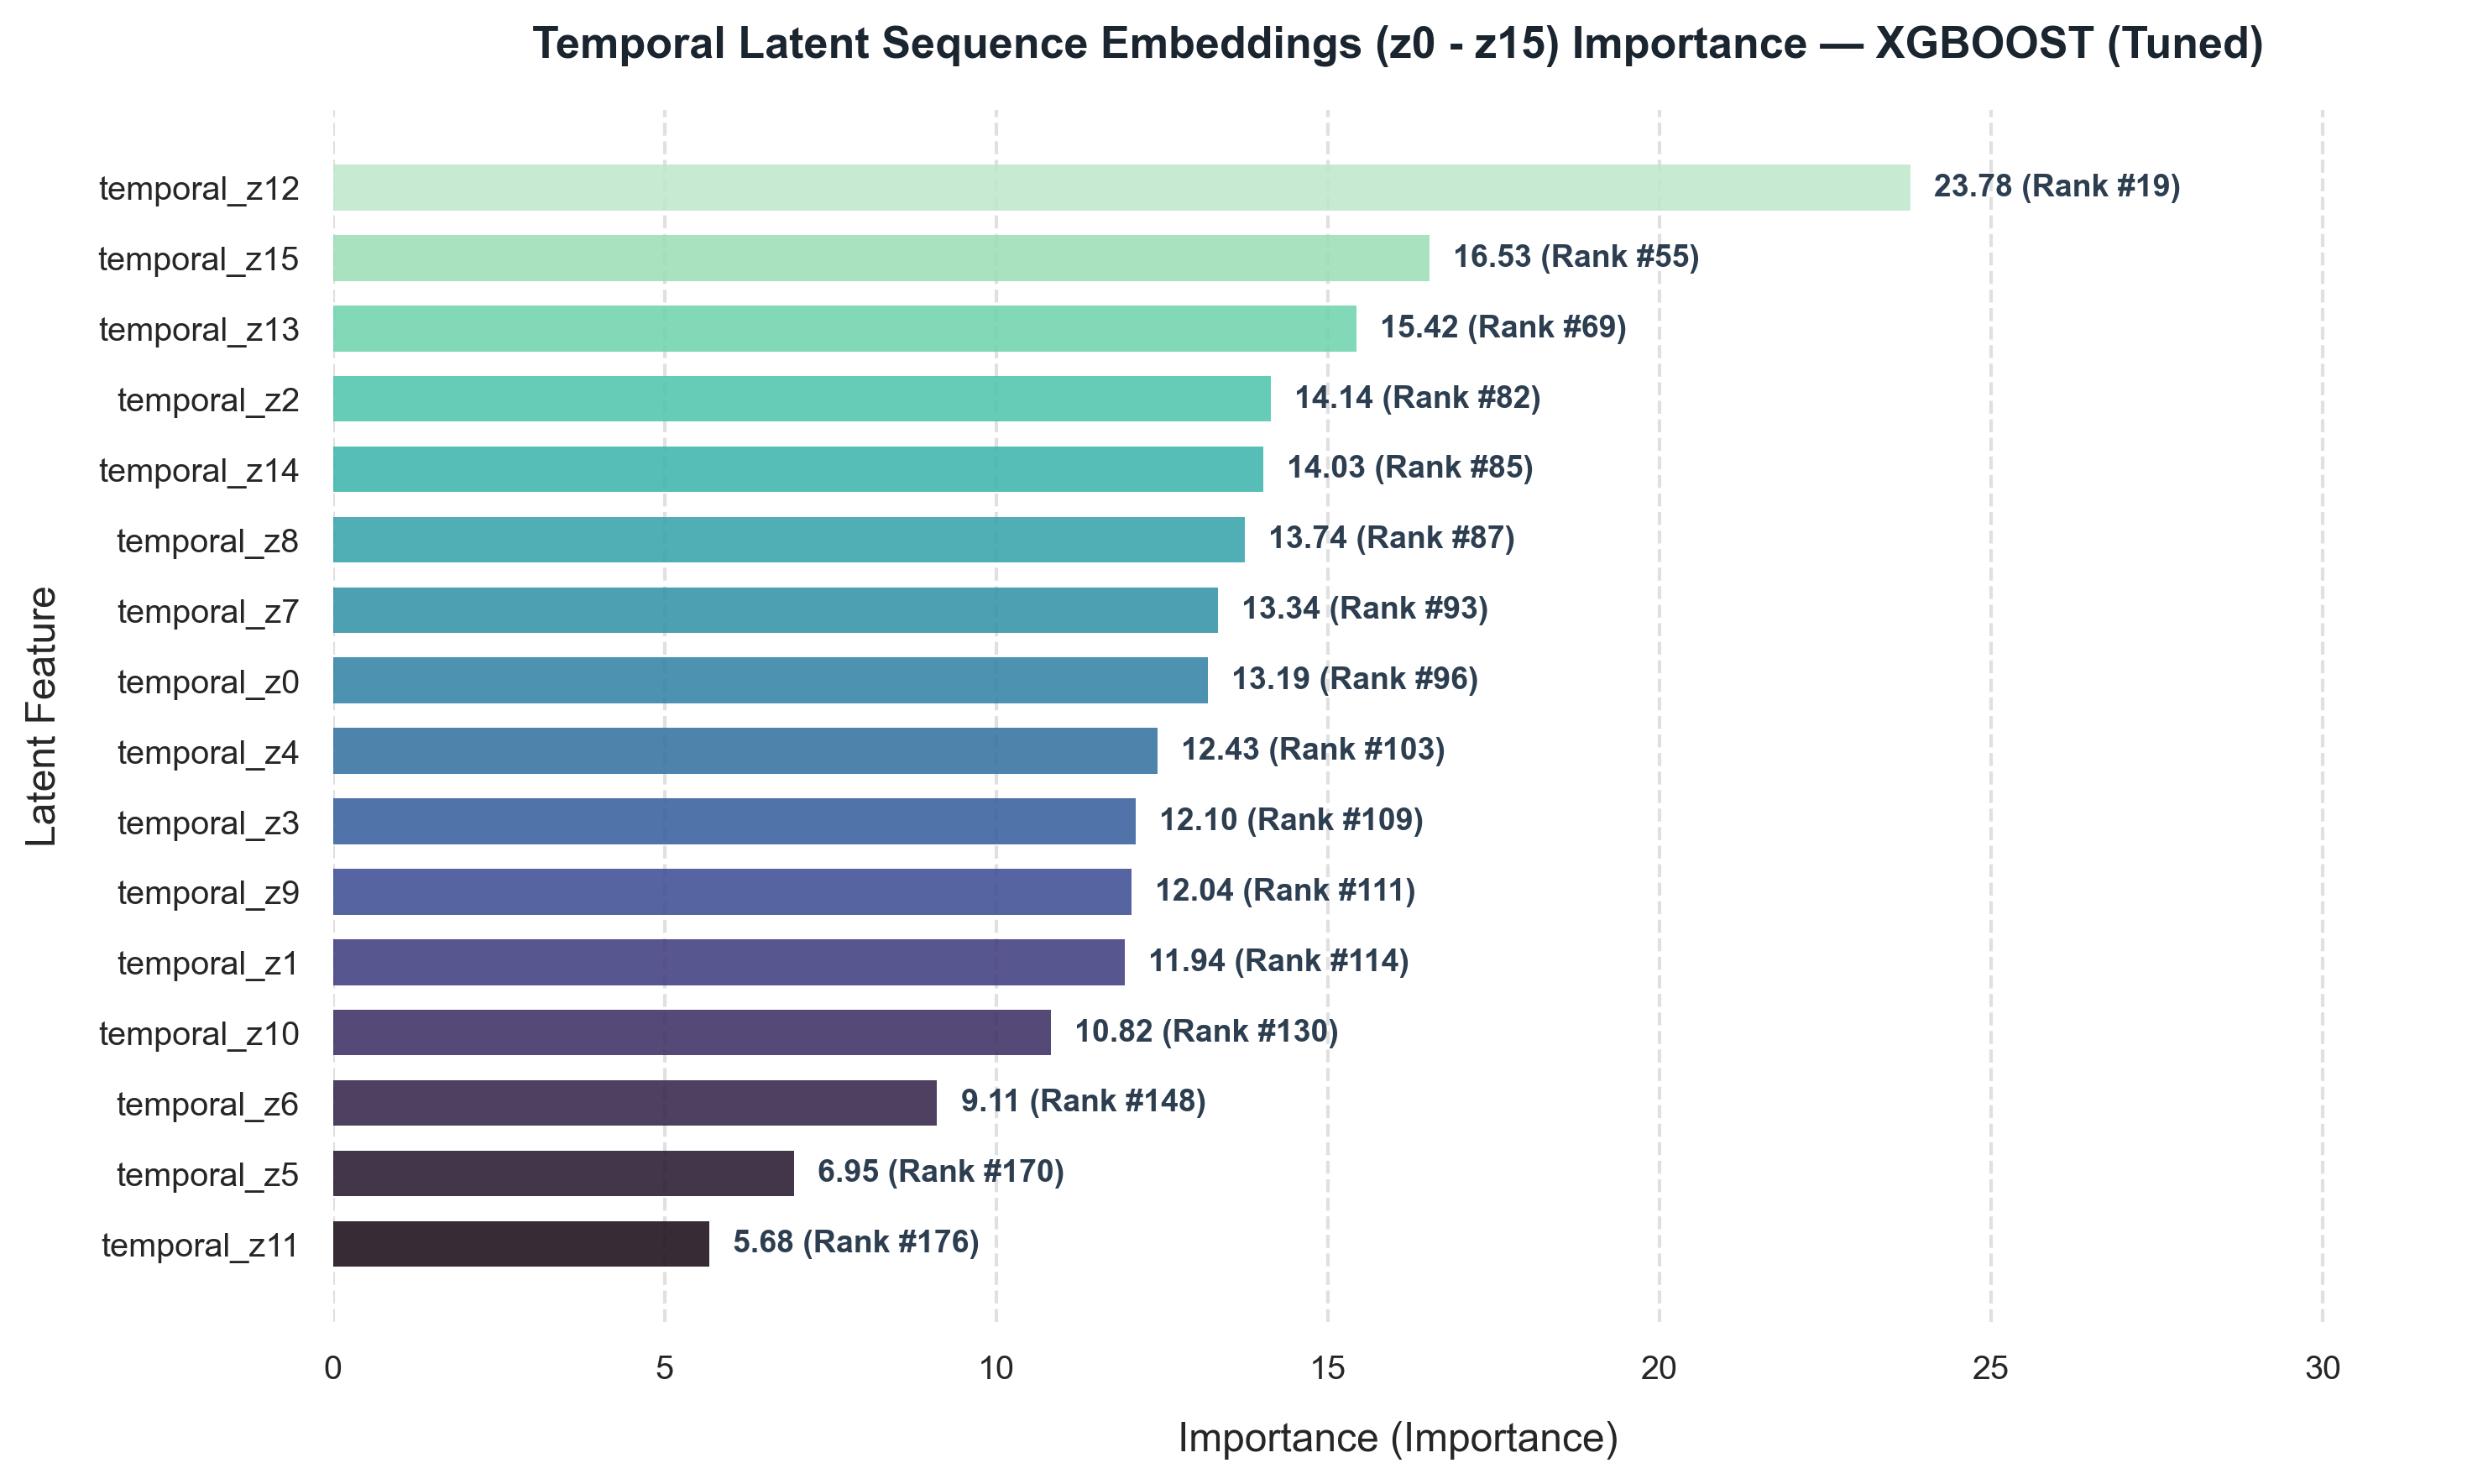 Temporal Latent Sequence Embeddings (z0 - z15) Importance — XGBOOST (Tuned)
temporal_z12 23.78 (Rank #19)
temporal_z15 16.53 (Rank #55)
temporal_z13 15.42 (Rank #69)
temporal_z2 14.14 (Rank #82)
temporal_z14 14.03 (Rank #85)
temporal_z8 13.74 (Rank #87)
temporal_z7 13.34 (Rank #93)
temporal_z0 13.19 (Rank #96)
temporal_z4 12.43 (Rank #103)
temporal_z3 12.10 (Rank #109)
temporal_z9 12.04 (Rank #111)
temporal_z1 11.94 (Rank #114)
temporal_z10 10.82 (Rank #130)
temporal_z6 9.11 (Rank #148)
temporal_z5 6.95 (Rank #170)
temporal_z11 5.68 (Rank #176)
Latent Feature
0 5 10 15 20 25 30
Importance (Importance)